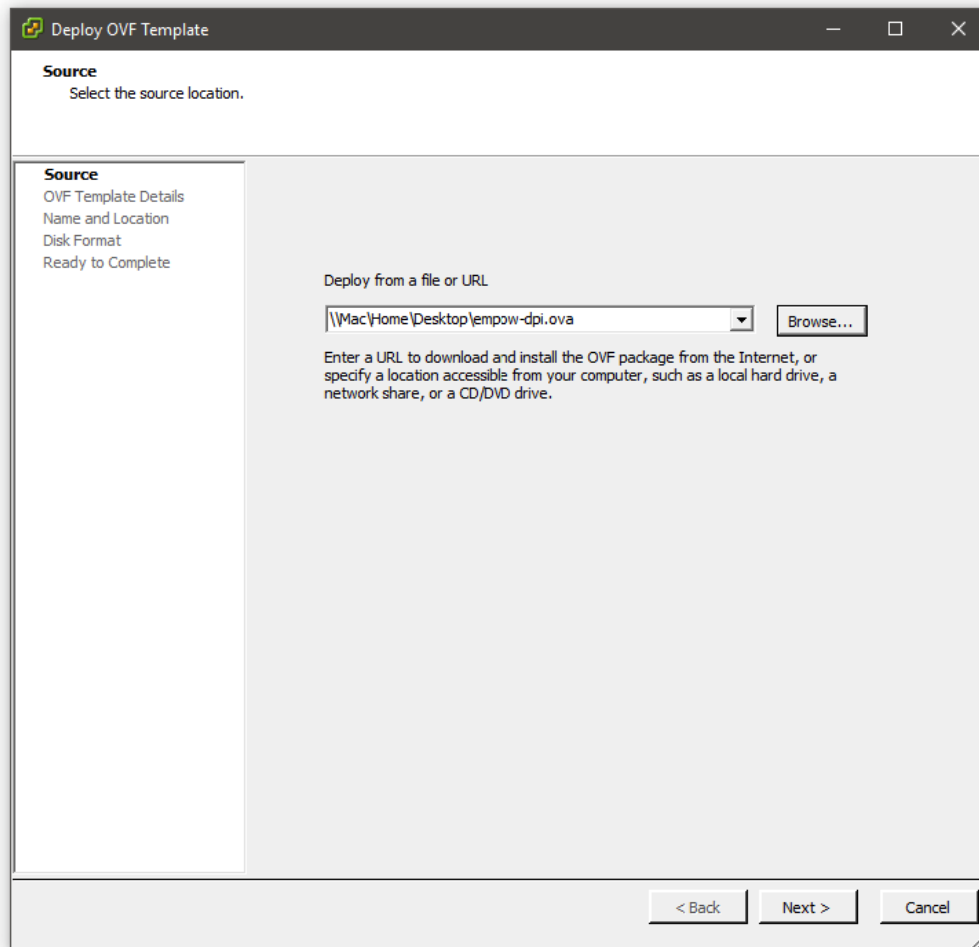 Deploy OVF Template
Source
Select the source location.
Source
OVF Template Details
Name and Location
Disk Format
Ready to Complete
Deploy from a file or URL
\\Mac\Home\Desktop\empow-dpi.ova
Browse...
Enter a URL to download and install the OVF package from the Internet, or
specify a location accessible from your computer, such as a local hard drive, a
network share, or a CD/DVD drive.
< Back
Next >
Cancel